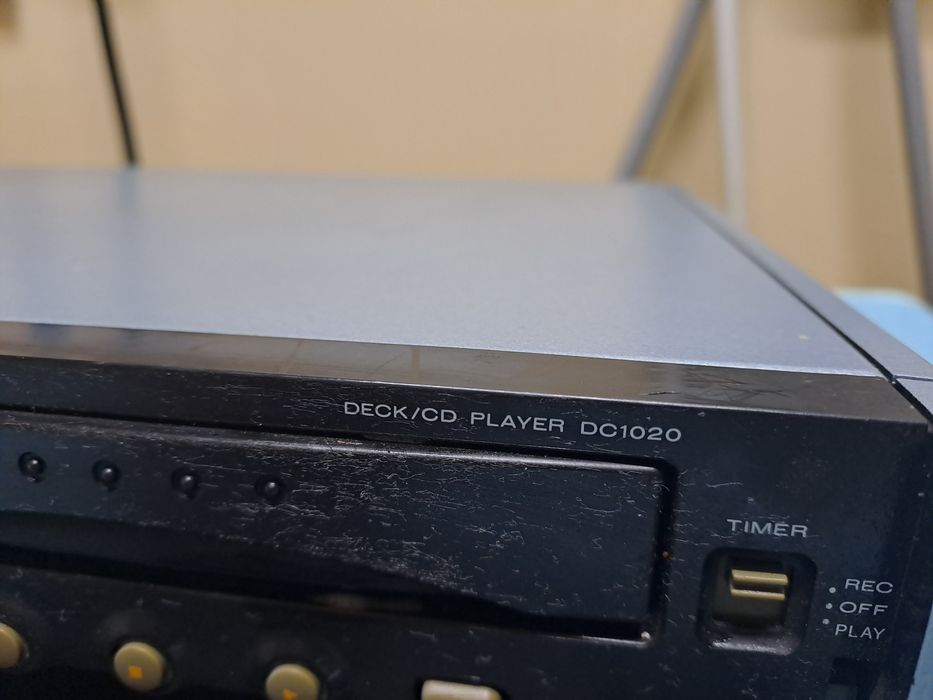 DECK/CD PLAYER DC1020
TIMER
REC
OFF
PLAY